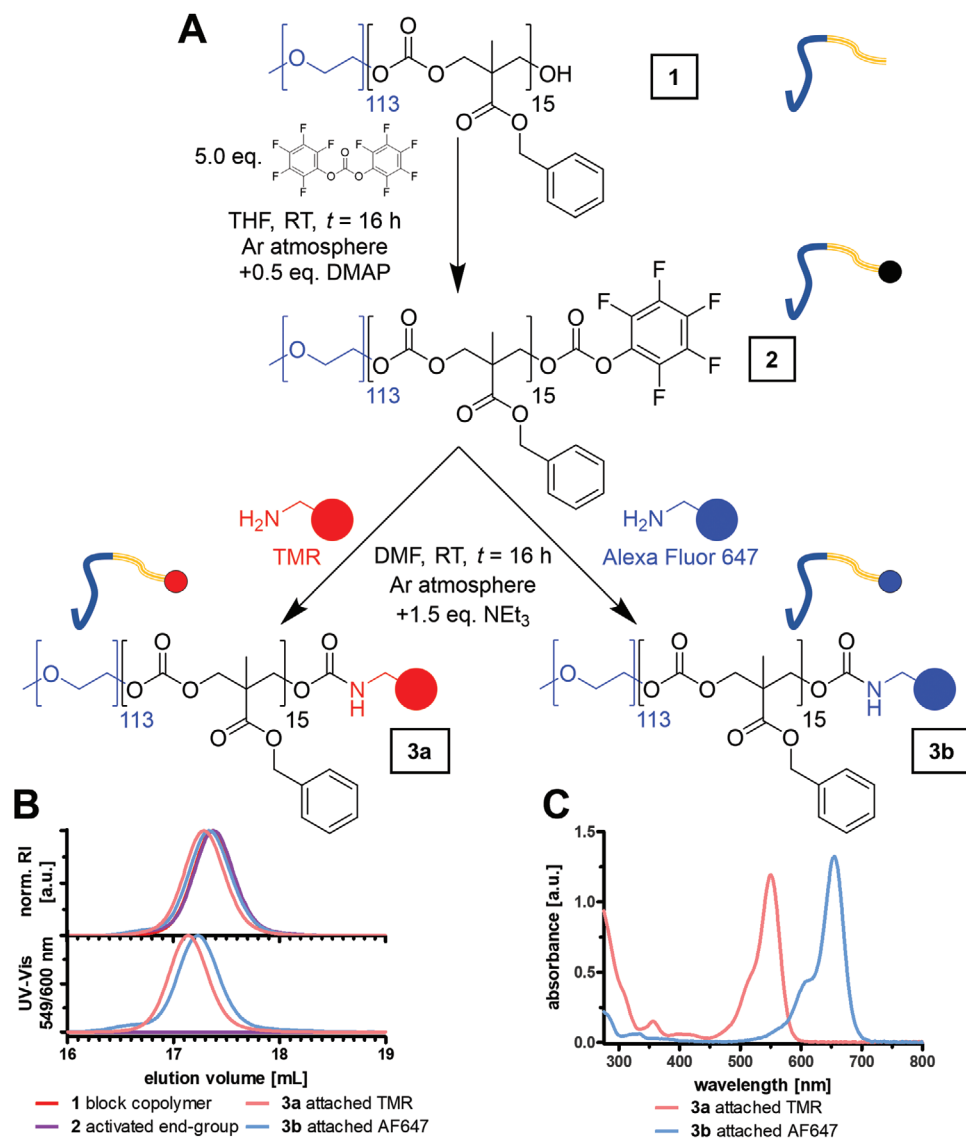 A
O
O
O
O
OH
113
15
1
O
O
5.0 eq.
F
F
F
F
F
F
F
F
F
F
O
O
O
THF, RT, t = 16 h
Ar atmosphere
+0.5 eq. DMAP
O
O
O
O
O
O
O
F
F
F
F
F
113
15
2
O
O
H2N
TMR
H2N
Alexa Fluor 647
DMF, RT, t = 16 h
Ar atmosphere
+1.5 eq. NEt3
O
O
O
O
O
O
N
H
113
15
3a
O
O
O
O
O
O
O
O
N
H
113
15
3b
O
O
B
norm. RI
[a.u.]
UV-Vis
549/600 nm
16 17 18 19
elution volume [mL]
1 block copolymer
3a attached TMR
2 activated end-group
3b attached AF647
C
1.5
1.0
0.5
0.0
absorbance [a.u.]
300 400 500 600 700 800
wavelength [nm]
3a attached TMR
3b attached AF647